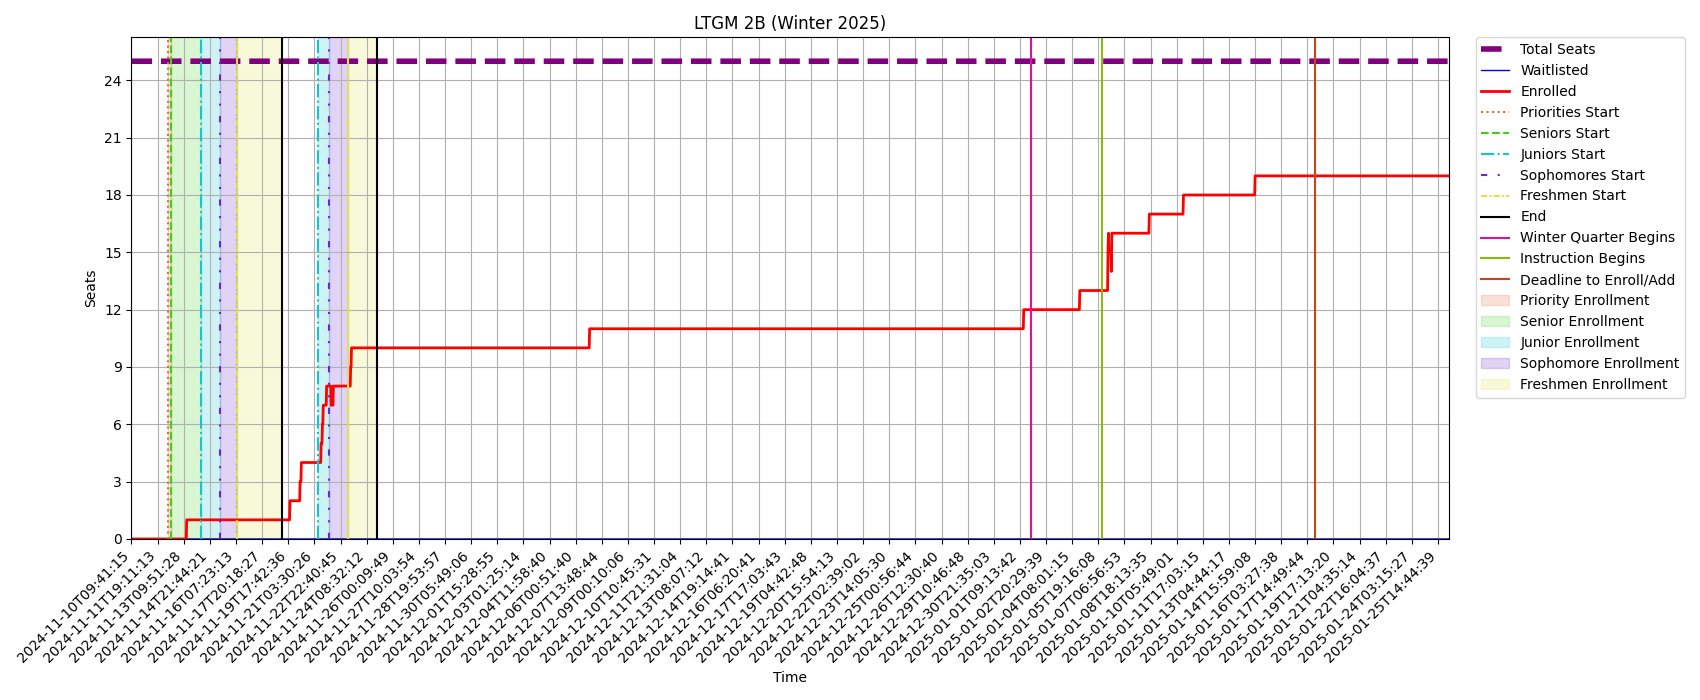 LTGM 2B (Winter 2025)
Seats
24
21
18
15
12
9
6
3
0
2024-11-10T09:41:15
2024-11-11T19:11:13
2024-11-13T09:51:28
2024-11-14T21:44:21
2024-11-16T07:23:13
2024-11-17T20:18:27
2024-11-19T17:42:36
2024-11-21T03:30:26
2024-11-22T22:40:45
2024-11-24T08:32:12
2024-11-26T00:09:49
2024-11-27T10:03:54
2024-11-28T19:53:57
2024-11-30T05:49:06
2024-12-01T15:28:55
2024-12-03T01:25:14
2024-12-04T11:58:40
2024-12-06T00:51:40
2024-12-07T13:48:44
2024-12-09T00:10:06
2024-12-10T10:45:31
2024-12-11T21:31:04
2024-12-13T08:07:12
2024-12-14T19:14:41
2024-12-16T06:20:41
2024-12-17T17:03:43
2024-12-19T04:42:48
2024-12-20T15:54:13
2024-12-22T02:39:02
2024-12-23T14:05:30
2024-12-25T00:56:44
2024-12-26T12:30:40
2024-12-29T10:46:48
2024-12-30T21:35:03
2025-01-01T09:13:42
2025-01-02T20:29:39
2025-01-04T08:01:15
2025-01-05T19:16:08
2025-01-07T06:56:53
2025-01-08T18:13:35
2025-01-10T05:49:01
2025-01-11T17:03:15
2025-01-13T04:44:17
2025-01-14T15:59:08
2025-01-16T03:27:38
2025-01-17T14:49:44
2025-01-19T17:13:20
2025-01-21T04:35:14
2025-01-22T16:04:37
2025-01-24T03:15:27
2025-01-25T14:44:39
Time
Total Seats
Waitlisted
Enrolled
Priorities Start
Seniors Start
Juniors Start
Sophomores Start
Freshmen Start
End
Winter Quarter Begins
Instruction Begins
Deadline to Enroll/Add
Priority Enrollment
Senior Enrollment
Junior Enrollment
Sophomore Enrollment
Freshmen Enrollment